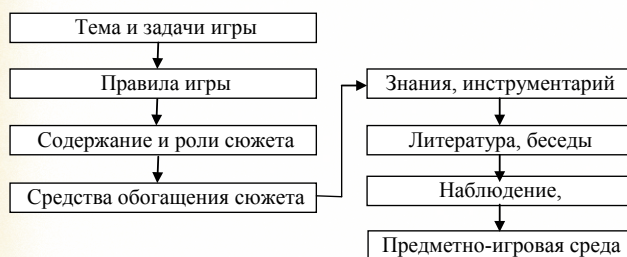 Тема и задачи игры
Правила игры
Содержание и роли сюжета
Средства обогащения сюжета
Знания, инструментарий
Литература, беседы
Наблюдение,
Предметно-игровая среда